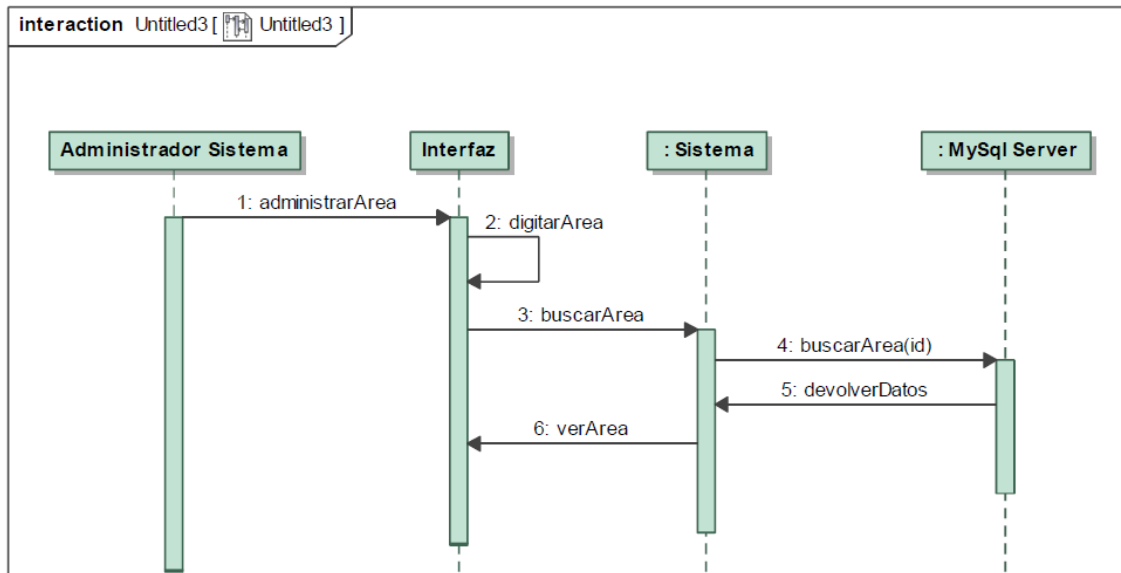 interaction Untitled3 [ Untitled3 ]
Administrador Sistema
Interfaz
: Sistema
: MySql Server
1: administrarArea
2: digitarArea
3: buscarArea
4: buscarArea(id)
5: devolverDatos
6: verArea